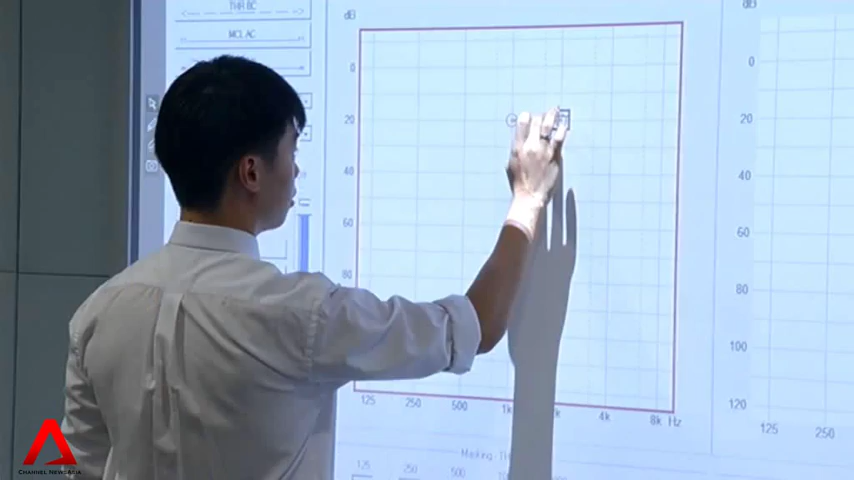 THR BC
MCL AC
dB
0
20
40
60
80
125 250 500 1k 2k 4k 8k Hz
dB
0
20
40
60
80
100
120
125 250
125 250 500
CHANNEL NEWSASIA